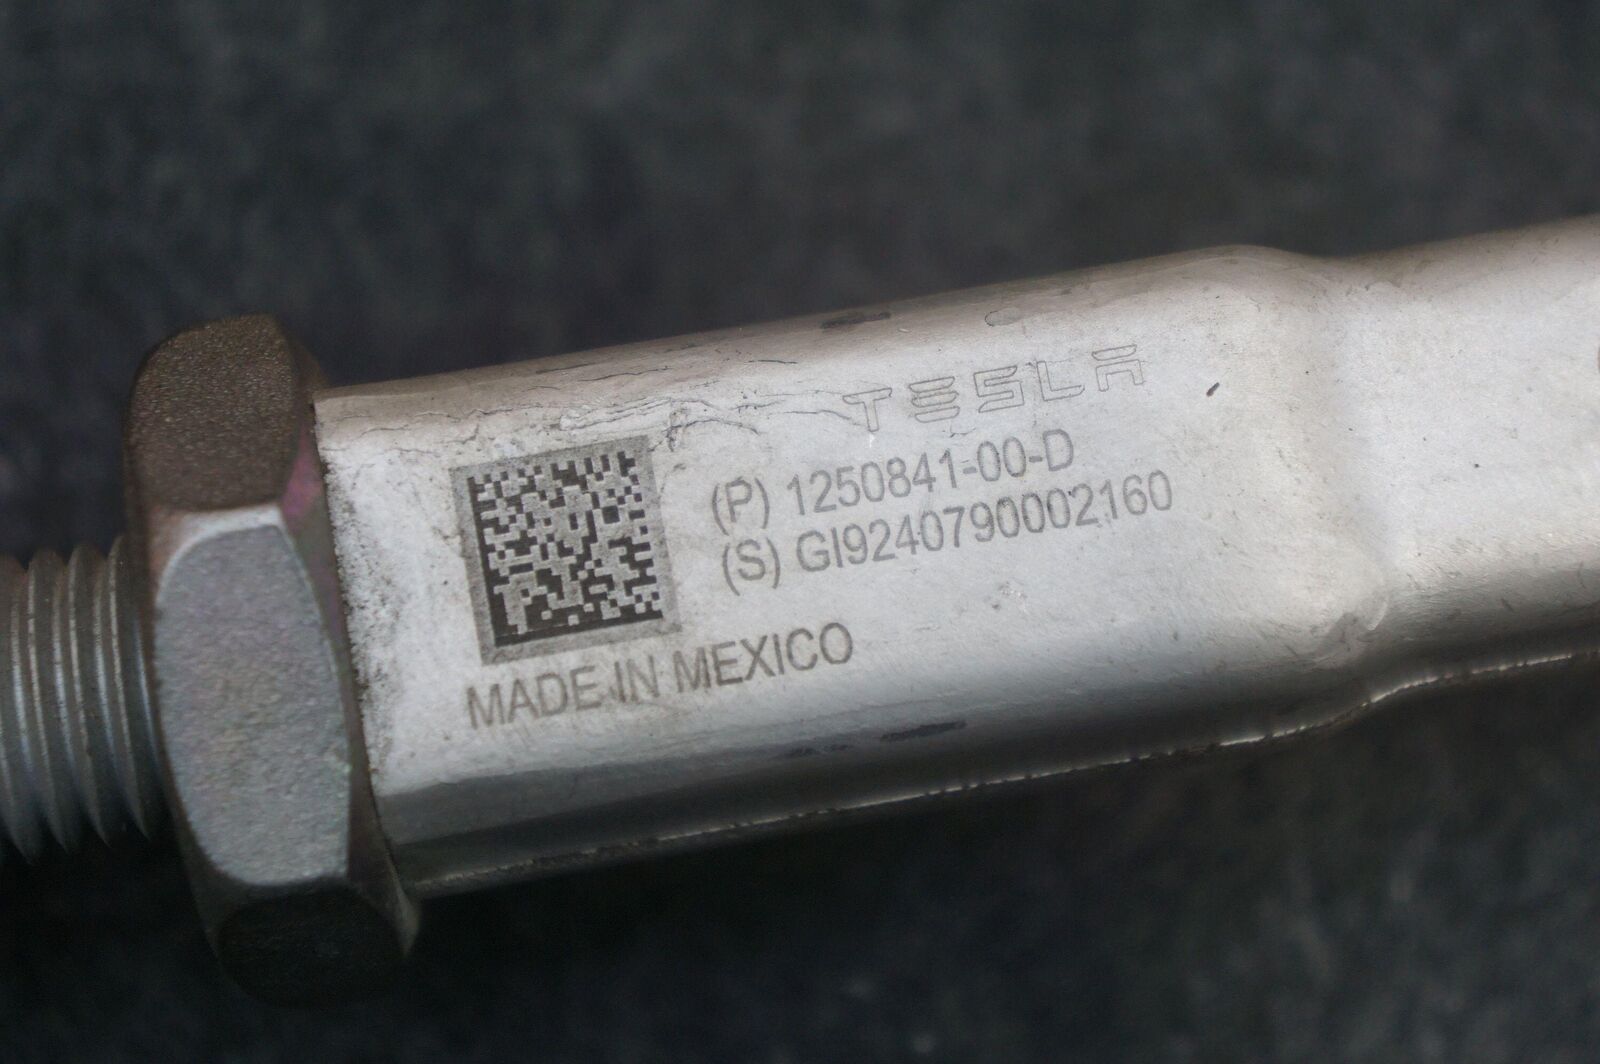 TESLA
(P) 1250841-00-D
(S) GI9240790002160
MADE IN MEXICO